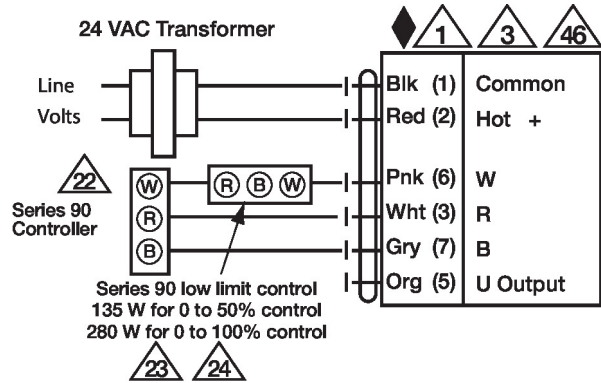 24 VAC Transformer
1 3 46
Line
Volts
Blk (1) Common
Red (2) Hot +
22
Series 90
Controller
W
R
B
R B W
Pnk (6) W
Wht (3) R
Gry (7) B
Org (5) U Output
Series 90 low limit control
135 W for 0 to 50% control
280 W for 0 to 100% control
23 24